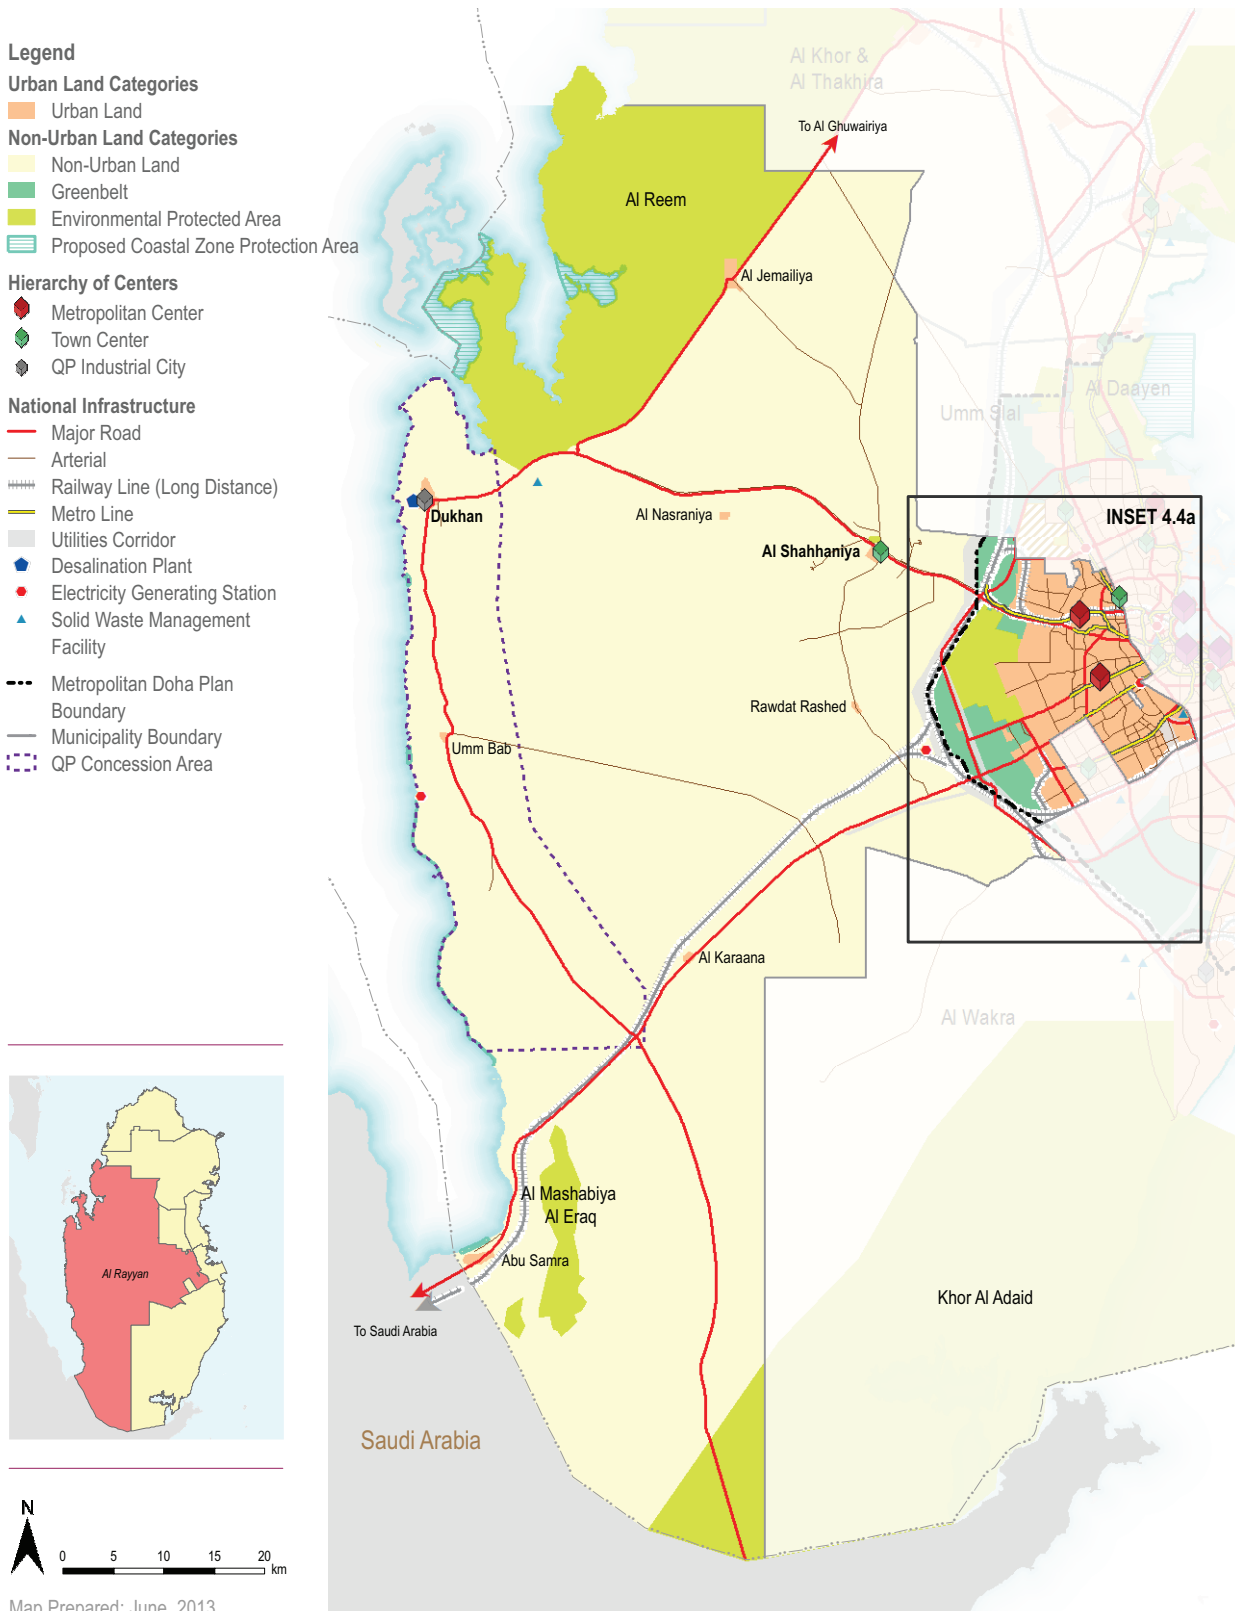 Legend
Urban Land Categories
Urban Land
Non-Urban Land Categories
Non-Urban Land
Greenbelt
Environmental Protected Area
Proposed Coastal Zone Protection Area
Hierarchy of Centers
Metropolitan Center
Town Center
QP Industrial City
National Infrastructure
Major Road
Arterial
Railway Line (Long Distance)
Metro Line
Utilities Corridor
Desalination Plant
Electricity Generating Station
Solid Waste Management
Facility
Metropolitan Doha Plan
Boundary
Municipality Boundary
QP Concession Area
Al Khor &
Al Thakhira
To Al Ghuwairiya
Al Reem
Al Jemailiya
Al Daayen
Umm Slal
INSET 4.4a
Dukhan
Al Nasraniya
Al Shahhaniya
Rawdat Rashed
Umm Bab
Al Karaana
Al Wakra
Al Mashabiya
Al Eraq
Abu Samra
Khor Al Adaid
To Saudi Arabia
Saudi Arabia
Al Rayyan
N
0 5 10 15 20
km
Map Prepared: June, 2013